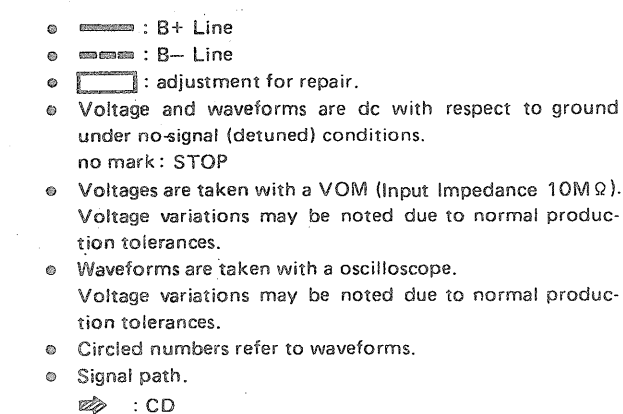 : B+ Line
: B– Line
: adjustment for repair.
Voltage and waveforms are dc with respect to ground
under no-signal (detuned) conditions.
no mark : STOP
Voltages are taken with a VOM (Input Impedance 10MΩ).
Voltage variations may be noted due to normal produc-
tion tolerances.
Waveforms are taken with a oscilloscope.
Voltage variations may be noted due to normal produc-
tion tolerances.
Circled numbers refer to waveforms.
Signal path.
: CD